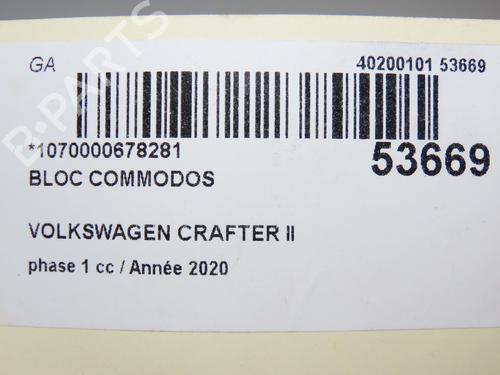 GA 40200101 53669
*1070000678281 53669
BLOC COMMODOS
VOLKSWAGEN CRAFTER II
phase 1 cc / Année 2020
B-PARTS